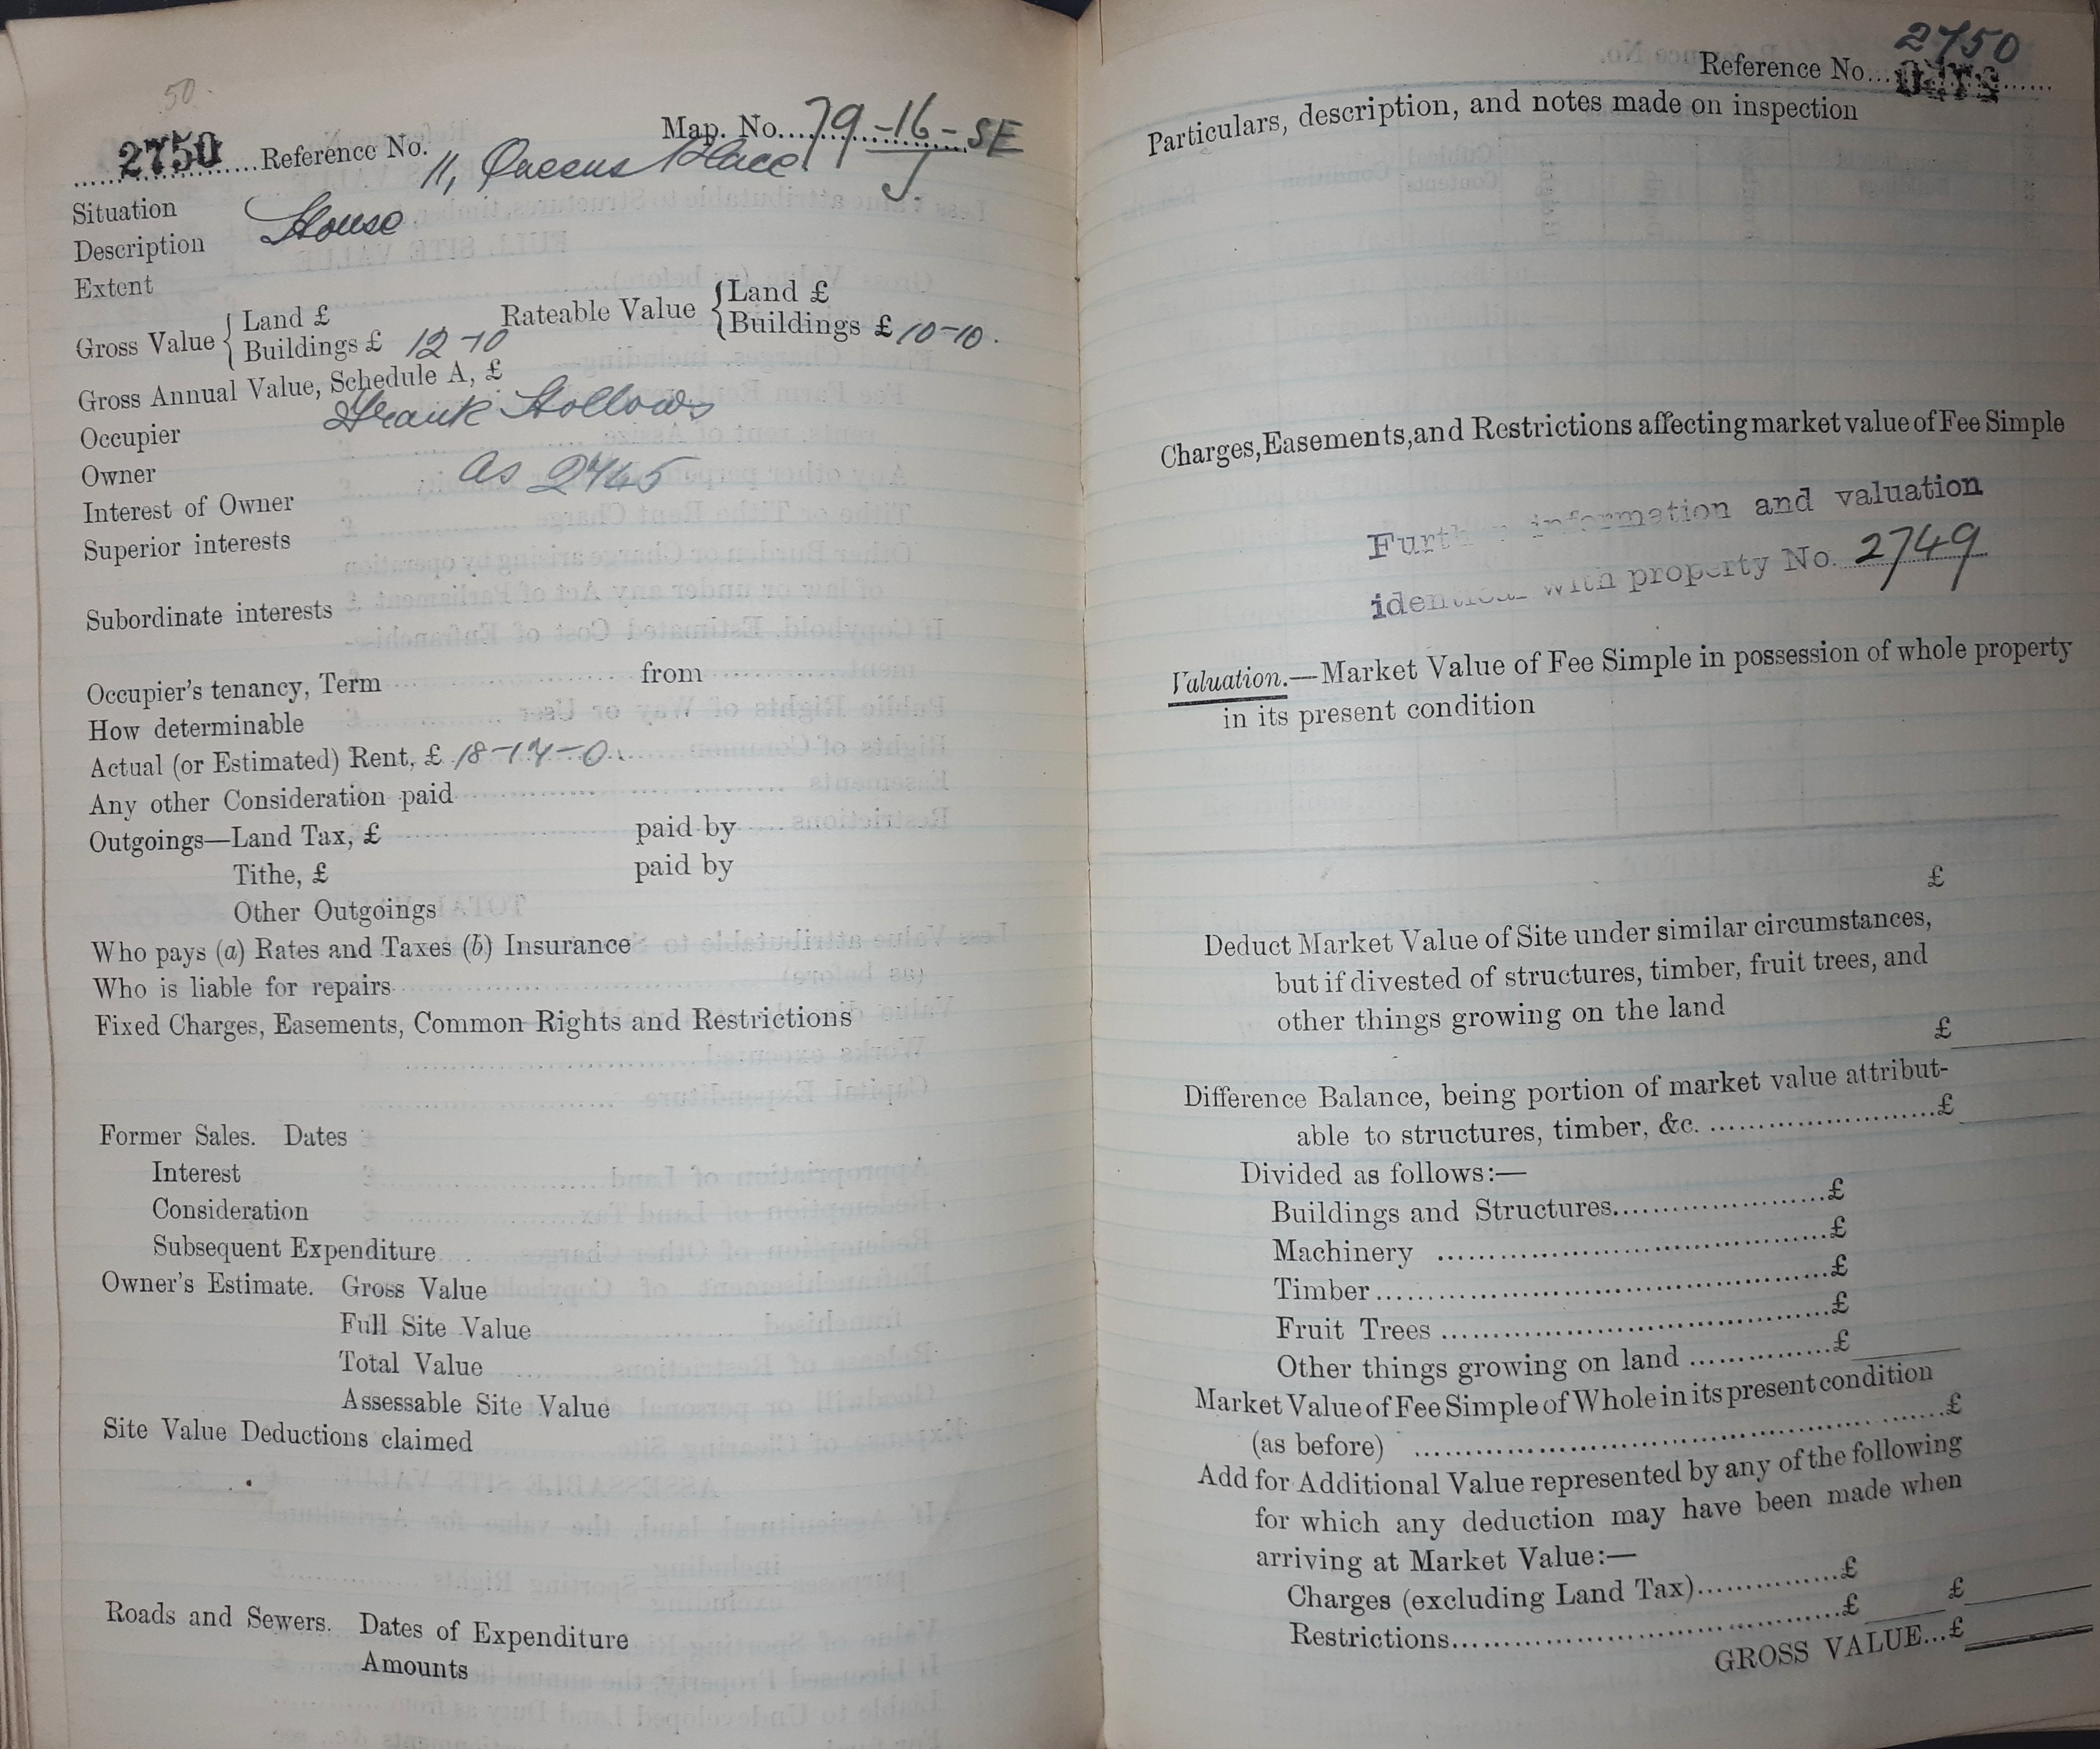 50.
Map. No. 79-16-SE
2750 Reference No.
Situation 11, Queens Place
Description House
Extent
Gross Value { Land £
Buildings £ 12-10
Rateable Value { Land £
Buildings £ 10-10.
Gross Annual Value, Schedule A, £
Occupier Frank Hollows
Owner as 2745
Interest of Owner
Superior interests
Subordinate interests
Occupier's tenancy, Term from
How determinable
Actual (or Estimated) Rent, £ 18-14-0.
Any other Consideration paid
Outgoings—Land Tax, £ paid by
Tithe, £ paid by
Other Outgoings
Who pays (a) Rates and Taxes (b) Insurance
Who is liable for repairs
Fixed Charges, Easements, Common Rights and Restrictions
Former Sales. Dates
Interest
Consideration
Subsequent Expenditure
Owner's Estimate. Gross Value
Full Site Value
Total Value
Assessable Site Value
Site Value Deductions claimed
Roads and Sewers. Dates of Expenditure
Amounts
2750
Reference No.
Particulars, description, and notes made on inspection
Charges, Easements, and Restrictions affecting market value of Fee Simple
Further information and valuation
identical with property No. 2749
Valuation.—Market Value of Fee Simple in possession of whole property
in its present condition
£
Deduct Market Value of Site under similar circumstances,
but if divested of structures, timber, fruit trees, and
other things growing on the land
£
Difference Balance, being portion of market value attribut-
able to structures, timber, &c. £
Divided as follows:—
Buildings and Structures £
Machinery £
Timber £
Fruit Trees £
Other things growing on land £
Market Value of Fee Simple of Whole in its present condition
(as before) £
Add for Additional Value represented by any of the following
for which any deduction may have been made when
arriving at Market Value:—
Charges (excluding Land Tax) £
Restrictions £ £
GROSS VALUE £